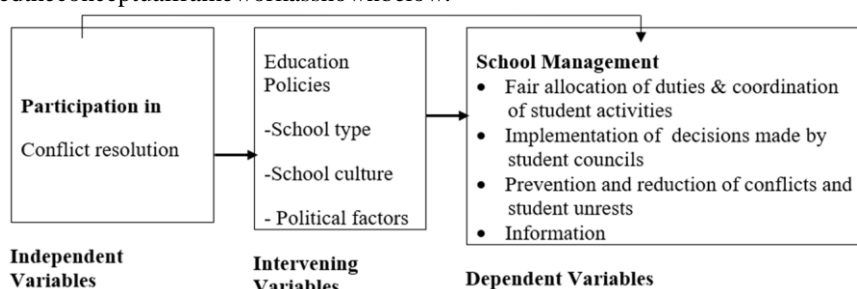 Participation in
Conflict resolution
Independent
Variables
Education
Policies
-School type
-School culture
- Political factors
Intervening
Variables
School Management
• Fair allocation of duties & coordination
of student activities
• Implementation of decisions made by
student councils
• Prevention and reduction of conflicts and
student unrests
• Information
Dependent Variables